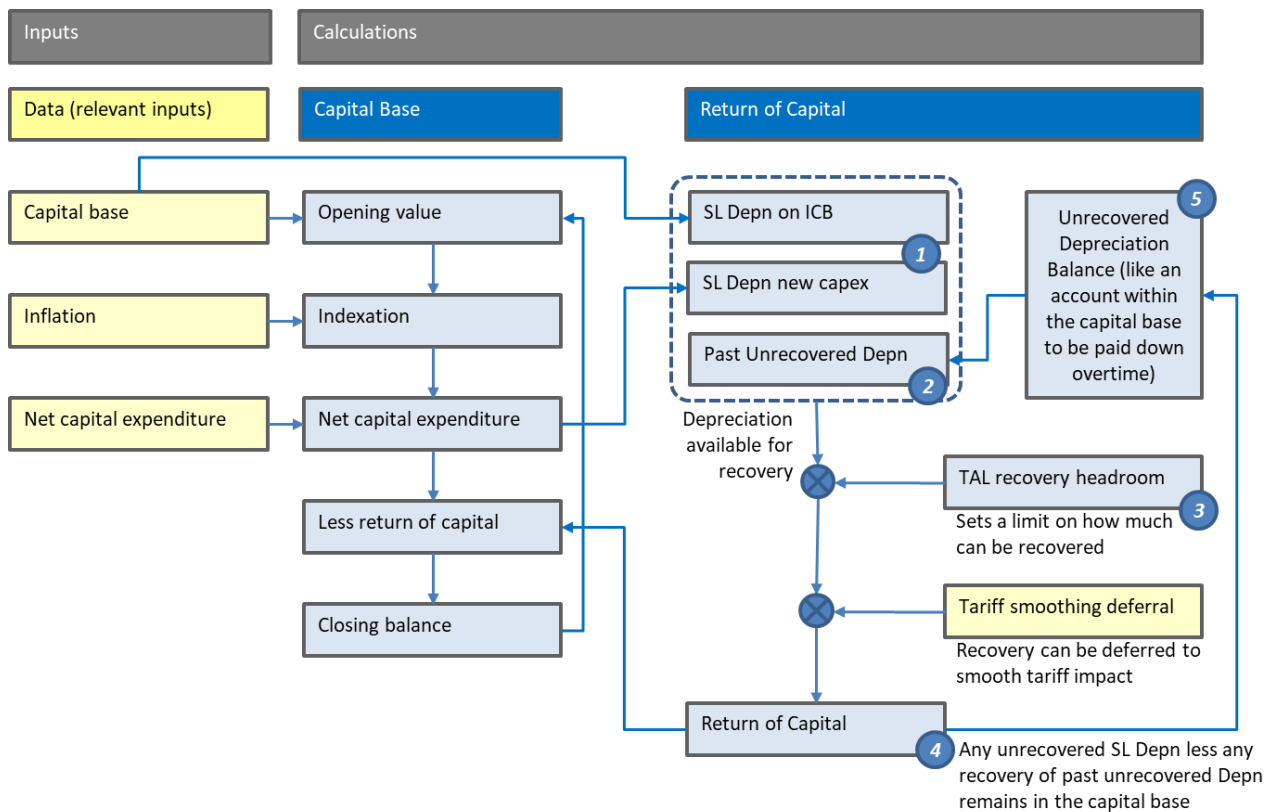 Inputs
Calculations
Data (relevant inputs)
Capital Base
Return of Capital
Capital base
Opening value
SL Depn on ICB
1
SL Depn new capex
Past Unrecovered Depn
2
5
Unrecovered
Depreciation
Balance (like an
account within
the capital base
to be paid down
overtime)
Inflation
Indexation
Net capital expenditure
Net capital expenditure
Depreciation
available for
recovery
TAL recovery headroom
3
Sets a limit on how much
can be recovered
Less return of capital
Tariff smoothing deferral
Recovery can be deferred to
smooth tariff impact
Closing balance
Return of Capital
4
Any unrecovered SL Depn less any
recovery of past unrecovered Depn
remains in the capital base